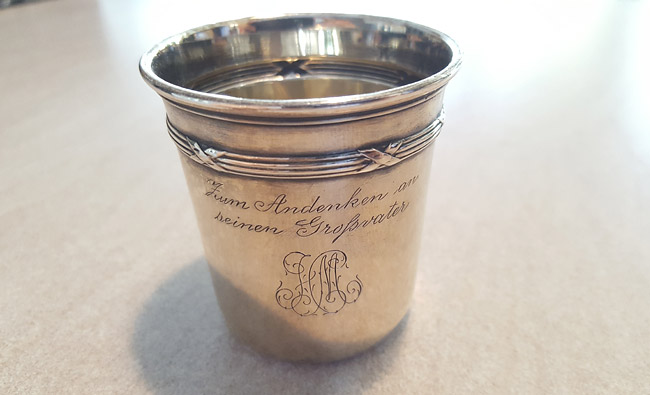 Zum Andenken an
seinen Großvater